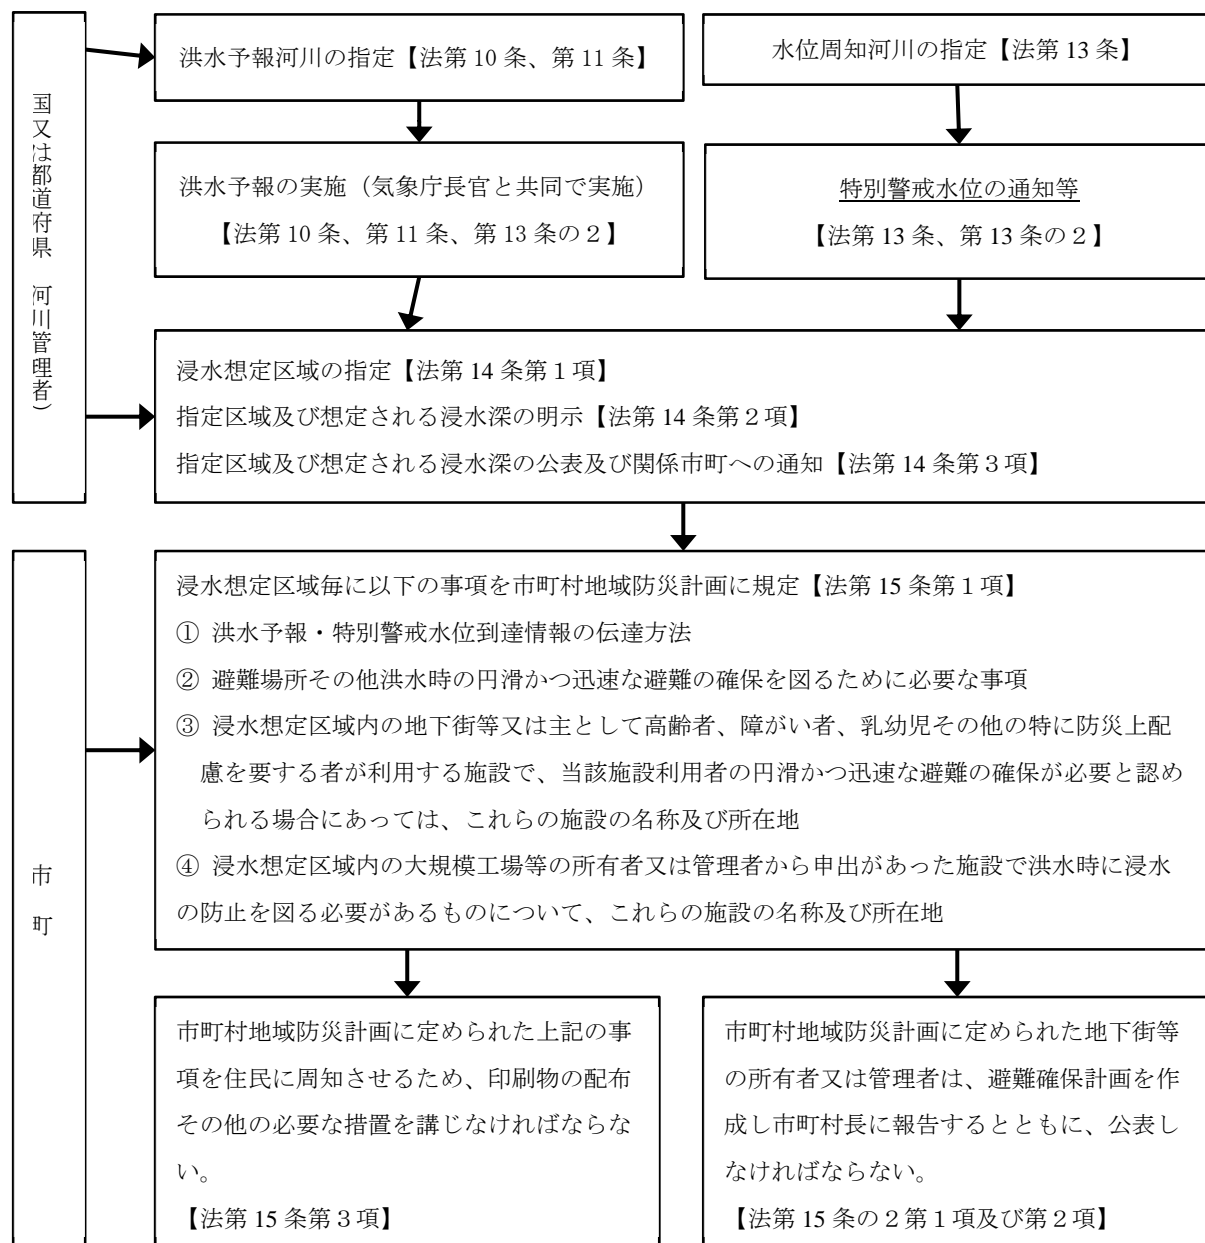 国又は都道府県　河川管理者）
洪水予報河川の指定【法第 10 条、第 11 条】
水位周知河川の指定【法第 13 条】
洪水予報の実施（気象庁長官と共同で実施）
【法第 10 条、第 11 条、第 13 条の２】
特別警戒水位の通知等
【法第 13 条、第 13 条の２】
浸水想定区域の指定【法第 14 条第１項】
指定区域及び想定される浸水深の明示【法第 14 条第２項】
指定区域及び想定される浸水深の公表及び関係市町への通知【法第 14 条第３項】
市　町
浸水想定区域毎に以下の事項を市町村地域防災計画に規定【法第 15 条第１項】
① 洪水予報・特別警戒水位到達情報の伝達方法
② 避難場所その他洪水時の円滑かつ迅速な避難の確保を図るために必要な事項
③ 浸水想定区域内の地下街等又は主として高齢者、障がい者、乳幼児その他の特に防災上配
慮を要する者が利用する施設で、当該施設利用者の円滑かつ迅速な避難の確保が必要と認め
られる場合にあっては、これらの施設の名称及び所在地
④ 浸水想定区域内の大規模工場等の所有者又は管理者から申出があった施設で洪水時に浸水
の防止を図る必要があるものについて、これらの施設の名称及び所在地
市町村地域防災計画に定められた上記の事
項を住民に周知させるため、印刷物の配布
その他の必要な措置を講じなければならな
い。
【法第 15 条第３項】
市町村地域防災計画に定められた地下街等
の所有者又は管理者は、避難確保計画を作
成し市町村長に報告するとともに、公表し
なければならない。
【法第 15 条の２第１項及び第２項】